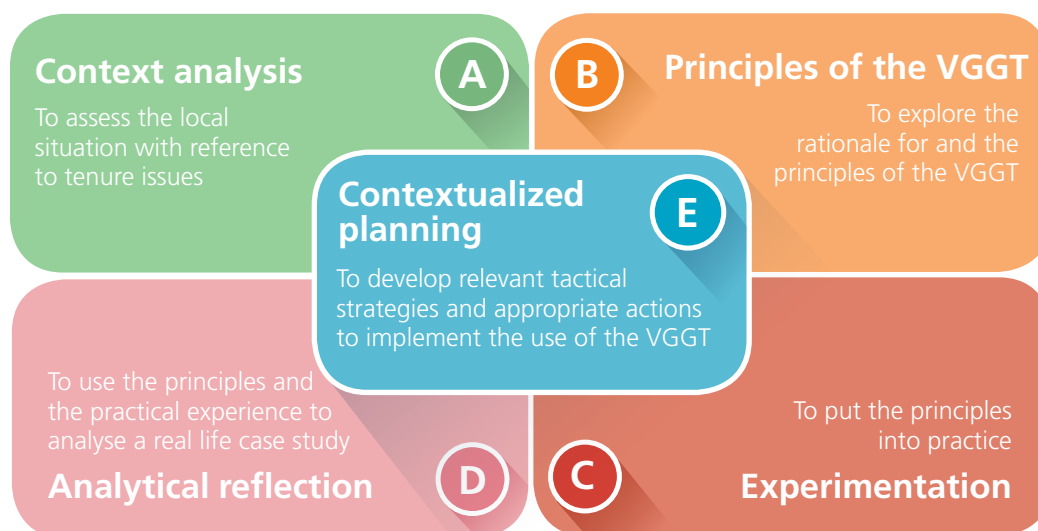 Context analysis
A
To assess the local
situation with reference
to tenure issues
B
Principles of the VGGT
To explore the
rationale for and the
principles of the VGGT
Contextualized
planning
E
To develop relevant tactical
strategies and appropriate actions
to implement the use of the VGGT
To use the principles and
the practical experience to
analyse a real life case study
Analytical reflection
D
C
To put the principles
into practice
Experimentation